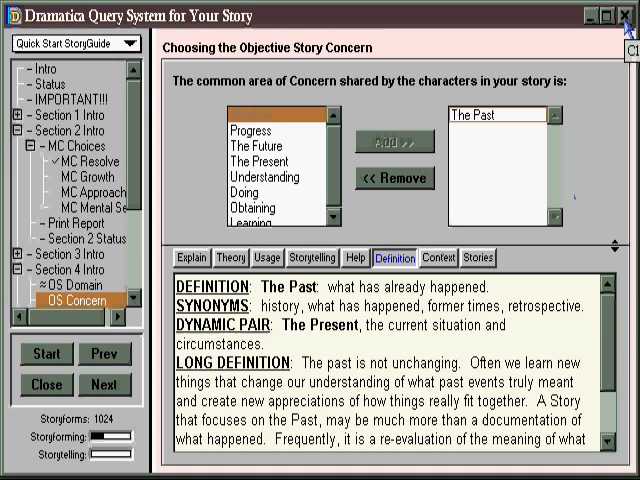 Dramatica Query System for Your Story
C1
Quick Start StoryGuide
Intro
Status
IMPORTANT!!!
Section 1 Intro
Section 2 Intro
MC Choices
MC Resolve
MC Growth
MC Approach
MC Mental Se
Print Report
Section 2 Status
Section 3 Intro
Section 4 Intro
OS Domain
OS Concern
Start
Prev
Close
Next
Storyforms: 1024
Storyforming:
Storytelling:
Choosing the Objective Story Concern
The common area of Concern shared by the characters in your story is:
Progress
The Future
The Present
Understanding
Doing
Obtaining
Learning
Add >>
<< Remove
The Past
Explain
Theory
Usage
Storytelling
Help
Definition
Context
Stories
DEFINITION: The Past: what has already happened.
SYNONYMS: history, what has happened, former times, retrospective.
DYNAMIC PAIR: The Present, the current situation and
circumstances.
LONG DEFINITION: The past is not unchanging. Often we learn new
things that change our understanding of what past events truly meant
and create new appreciations of how things really fit together. A Story
that focuses on the Past, may be much more than a documentation of
what happened. Frequently, it is a re-evaluation of the meaning of what